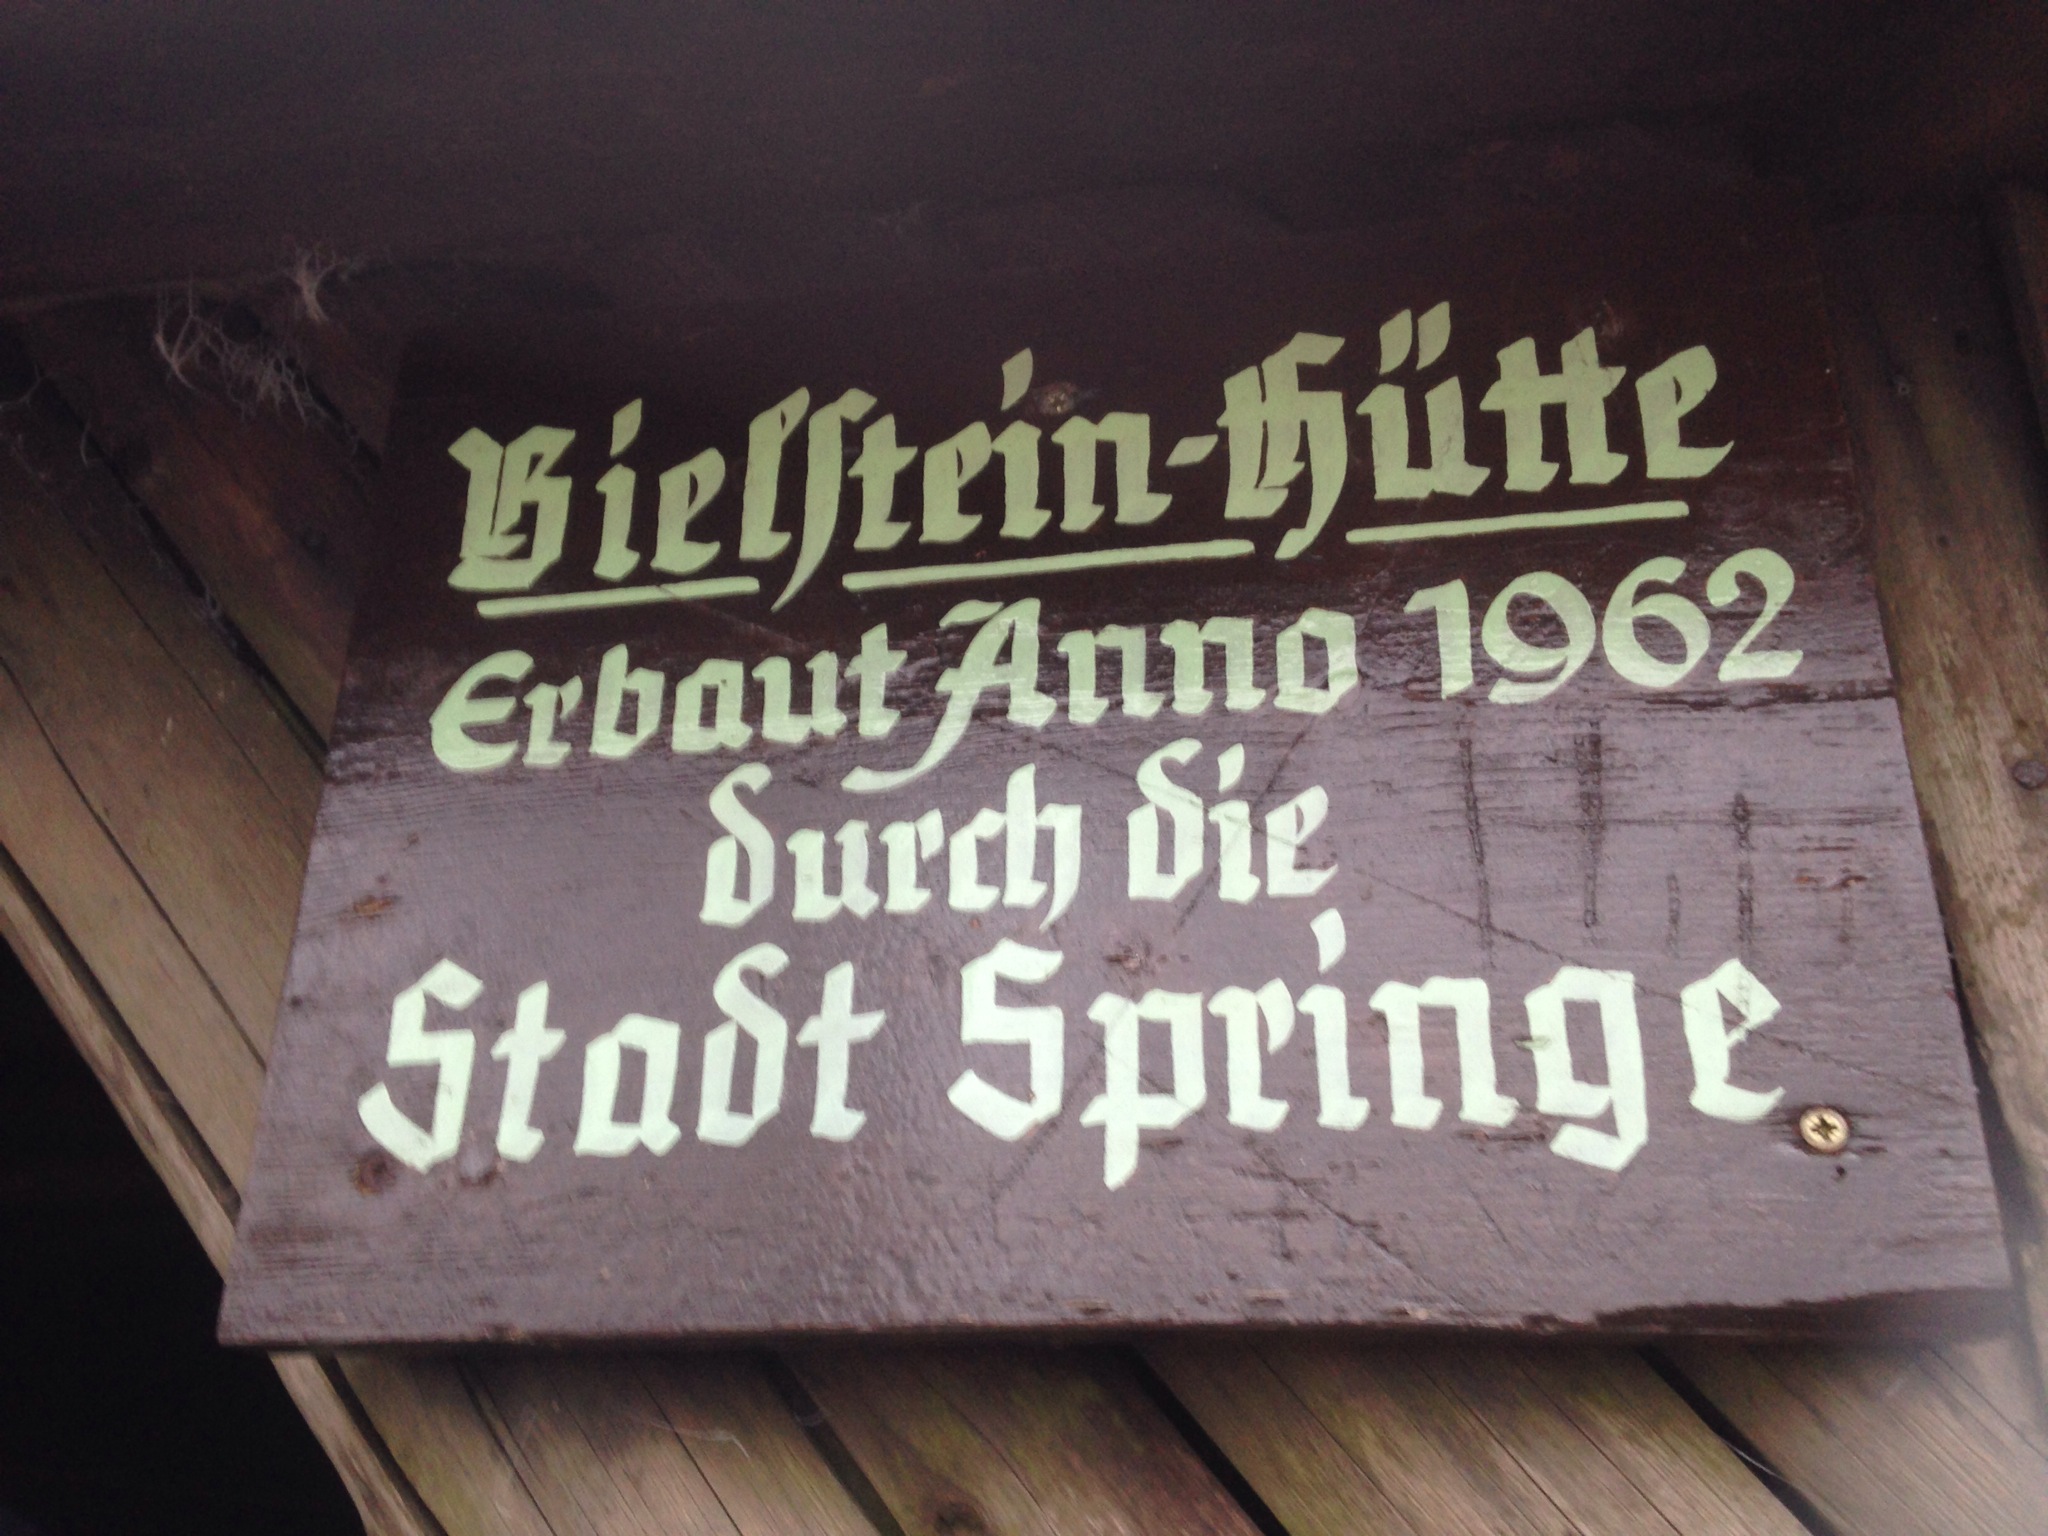 Bielstein-Hütte
Erbaut Anno 1962
durch die
Stadt Springe